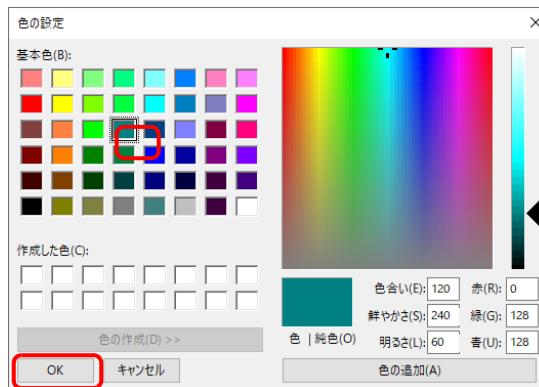 色の設定
基本色(B):
作成した色(C):
色の作成(D) >>
OK
キャンセル
色 | 純色(O)
色合い(E): 120
鮮やかさ(S): 240
明るさ(L): 60
赤(R): 0
緑(G): 128
青(U): 128
色の追加(A)